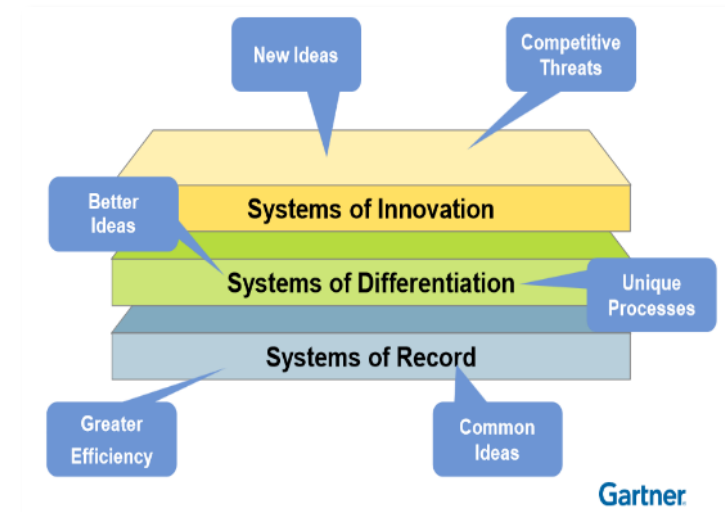 New Ideas
Competitive
Threats
Systems of Innovation
Better
Ideas
Systems of Differentiation
Unique
Processes
Systems of Record
Greater
Efficiency
Common
Ideas
Gartner